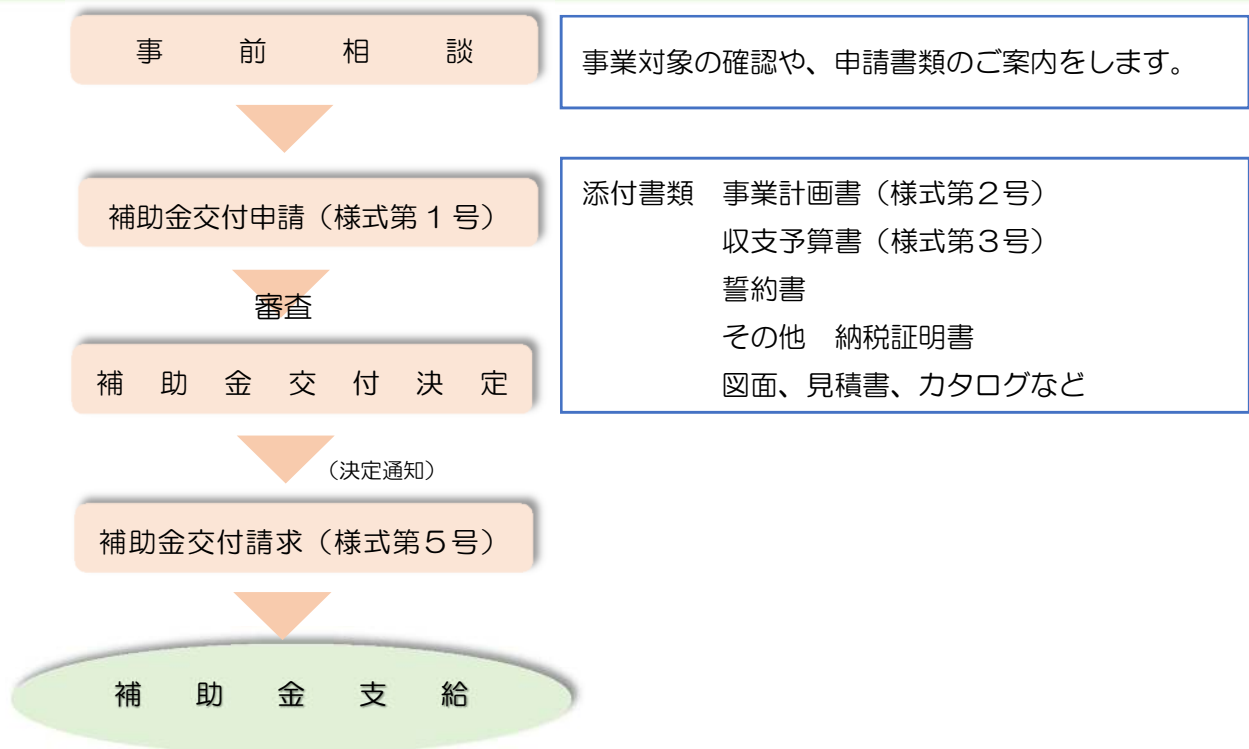 事前相談
事業対象の確認や、申請書類のご案内をします。
補助金交付申請（様式第1号）
添付書類　事業計画書（様式第２号）
収支予算書（様式第３号）
誓約書
その他　納税証明書
図面、見積書、カタログなど
審査
補助金交付決定
（決定通知）
補助金交付請求（様式第５号）
補助金支給